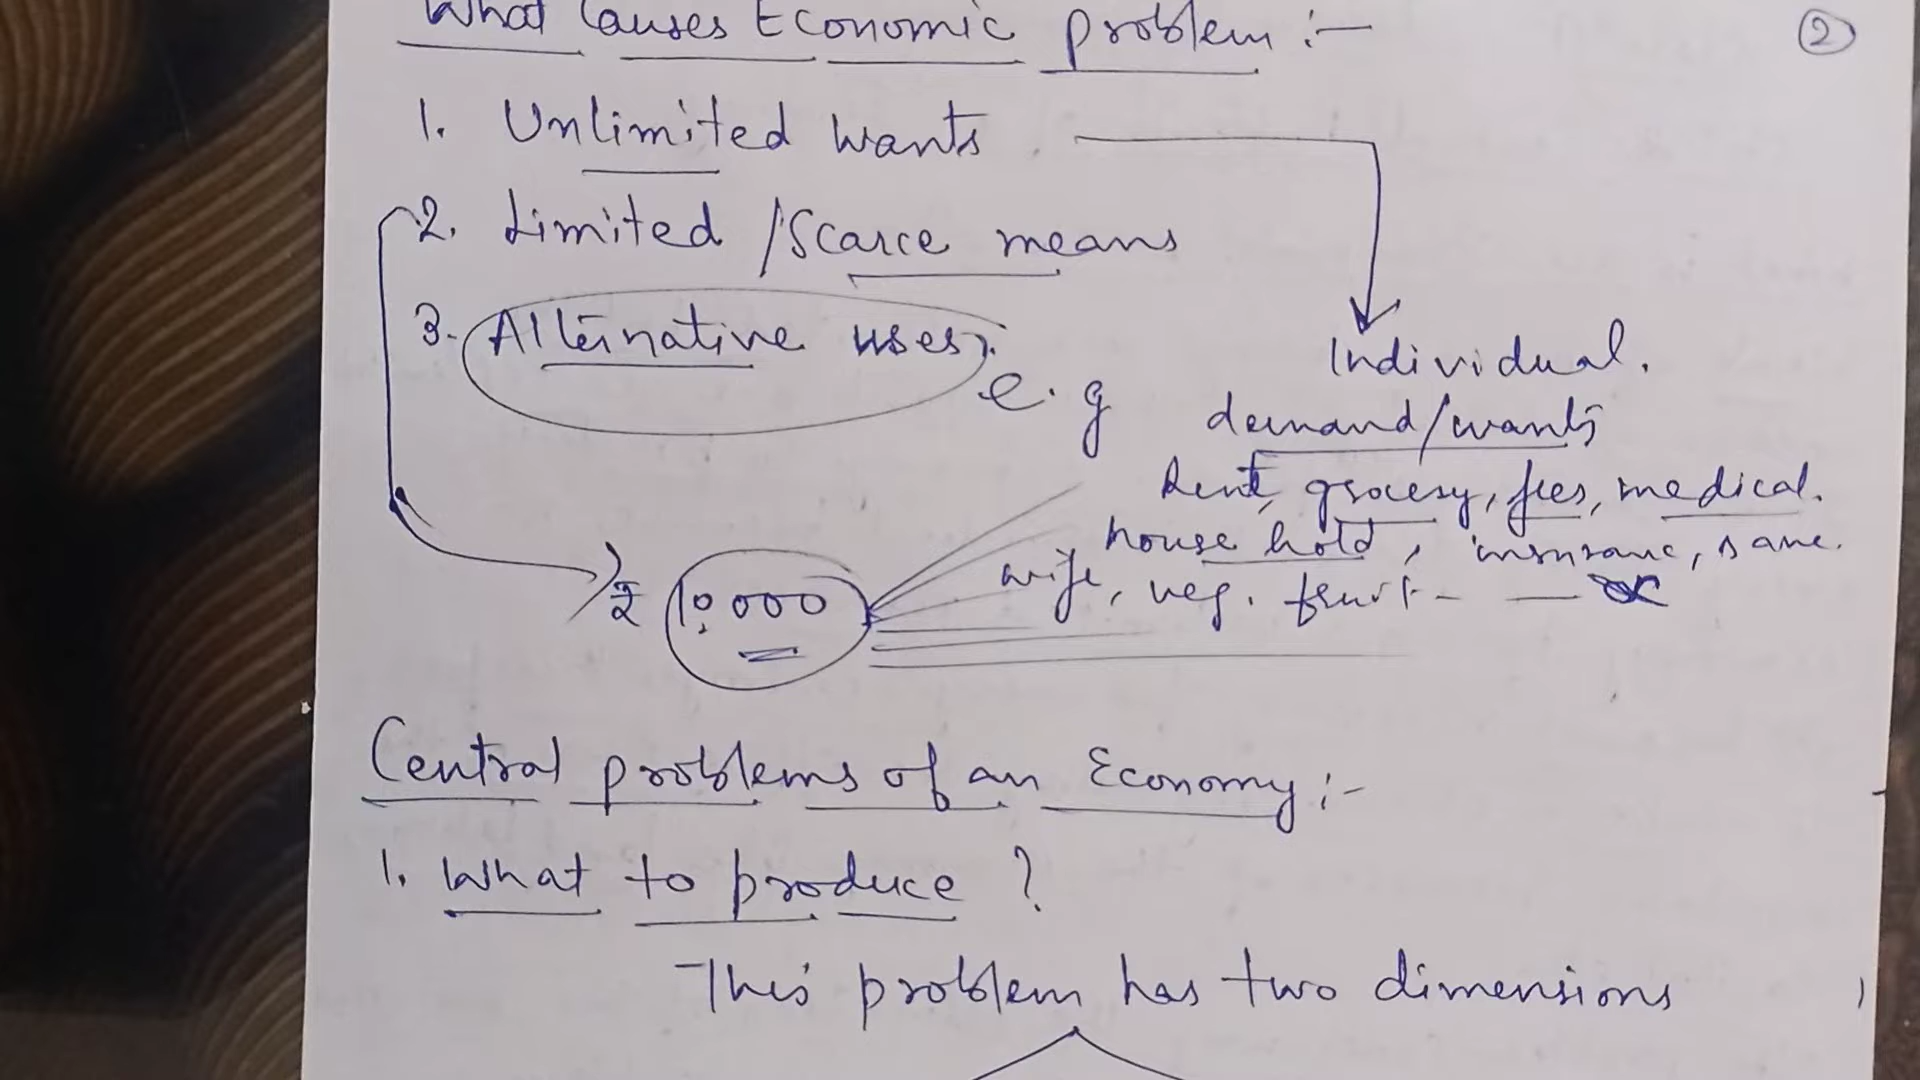 What Causes Economic problem :-
2
1. Unlimited wants
2. Limited /Scarce means
3. Alternative uses.
e.g
Individual.
demand/wants
Rent, grocery, fees, medical.
house hold, insurance,
wife, veg. fruit - —
₹ 10,000
Central problems of an Economy :-
1. What to produce ?
This problem has two dimensions